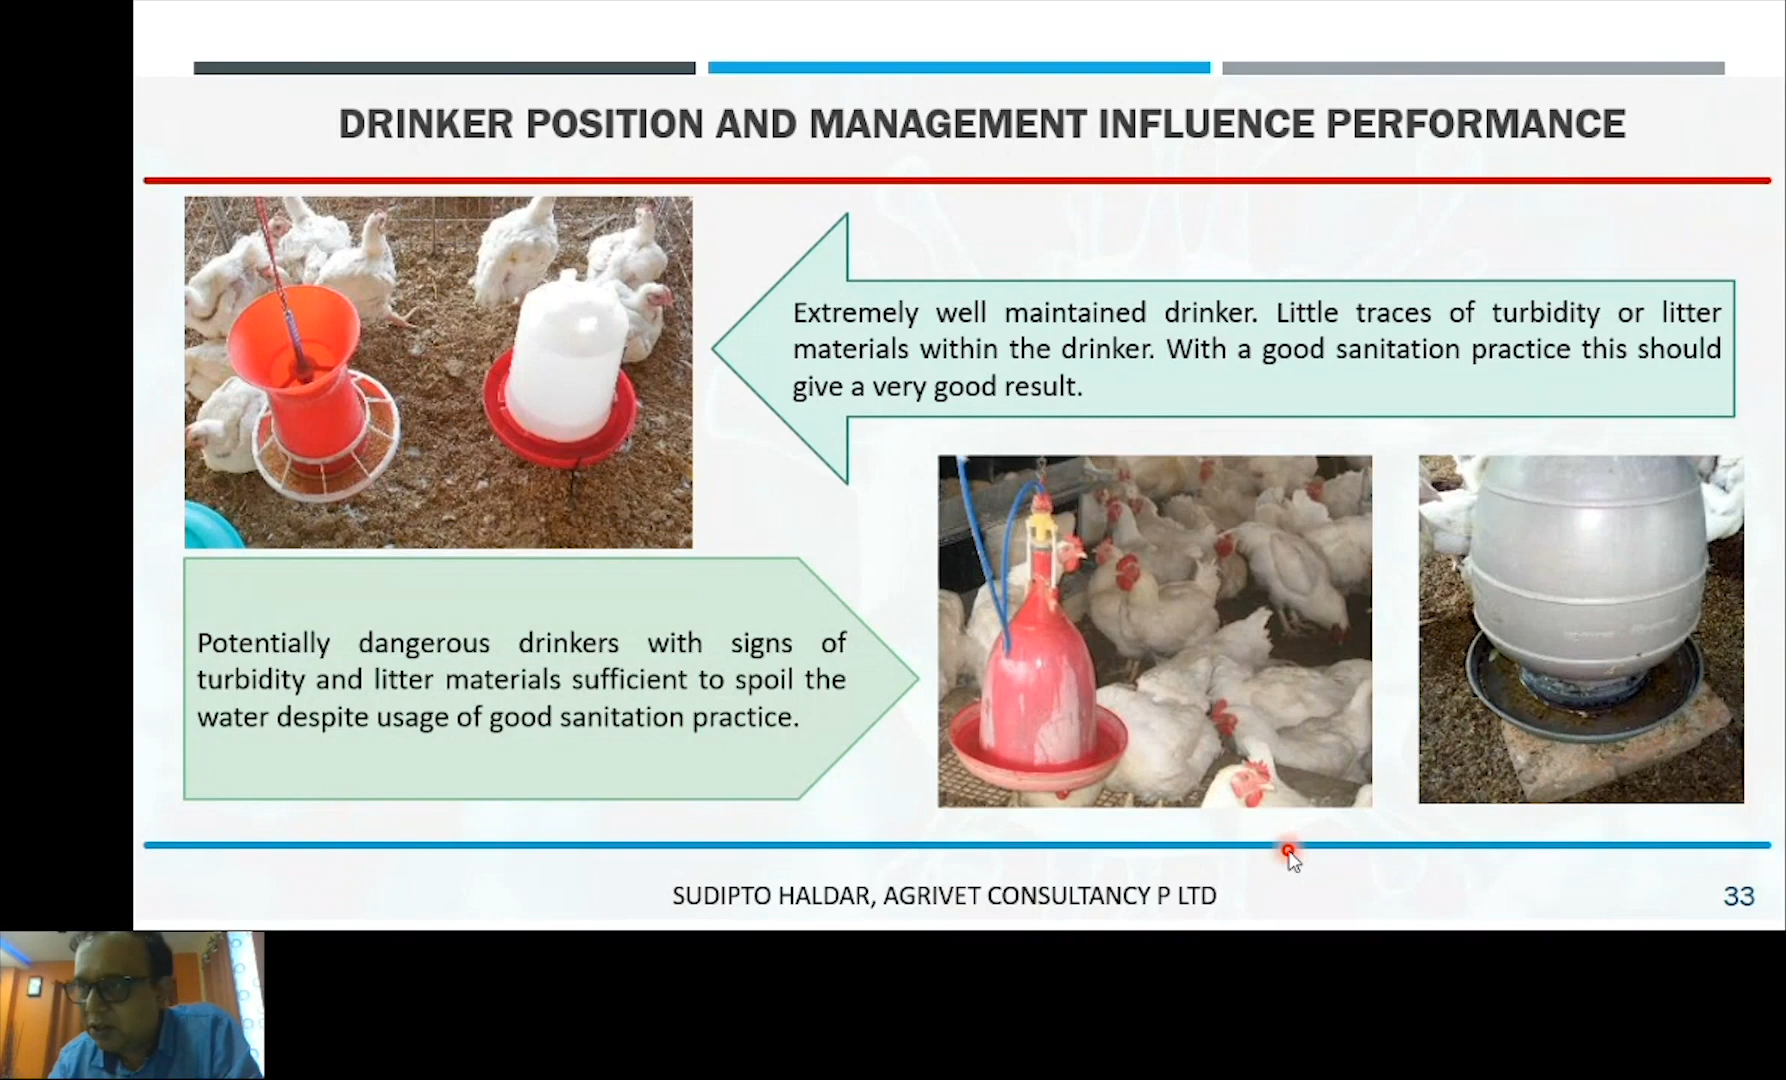 DRINKER POSITION AND MANAGEMENT INFLUENCE PERFORMANCE
Extremely well maintained drinker. Little traces of turbidity or litter
materials within the drinker. With a good sanitation practice this should
give a very good result.
Potentially dangerous drinkers with signs of
turbidity and litter materials sufficient to spoil the
water despite usage of good sanitation practice.
SUDIPTO HALDAR, AGRIVET CONSULTANCY P LTD
33